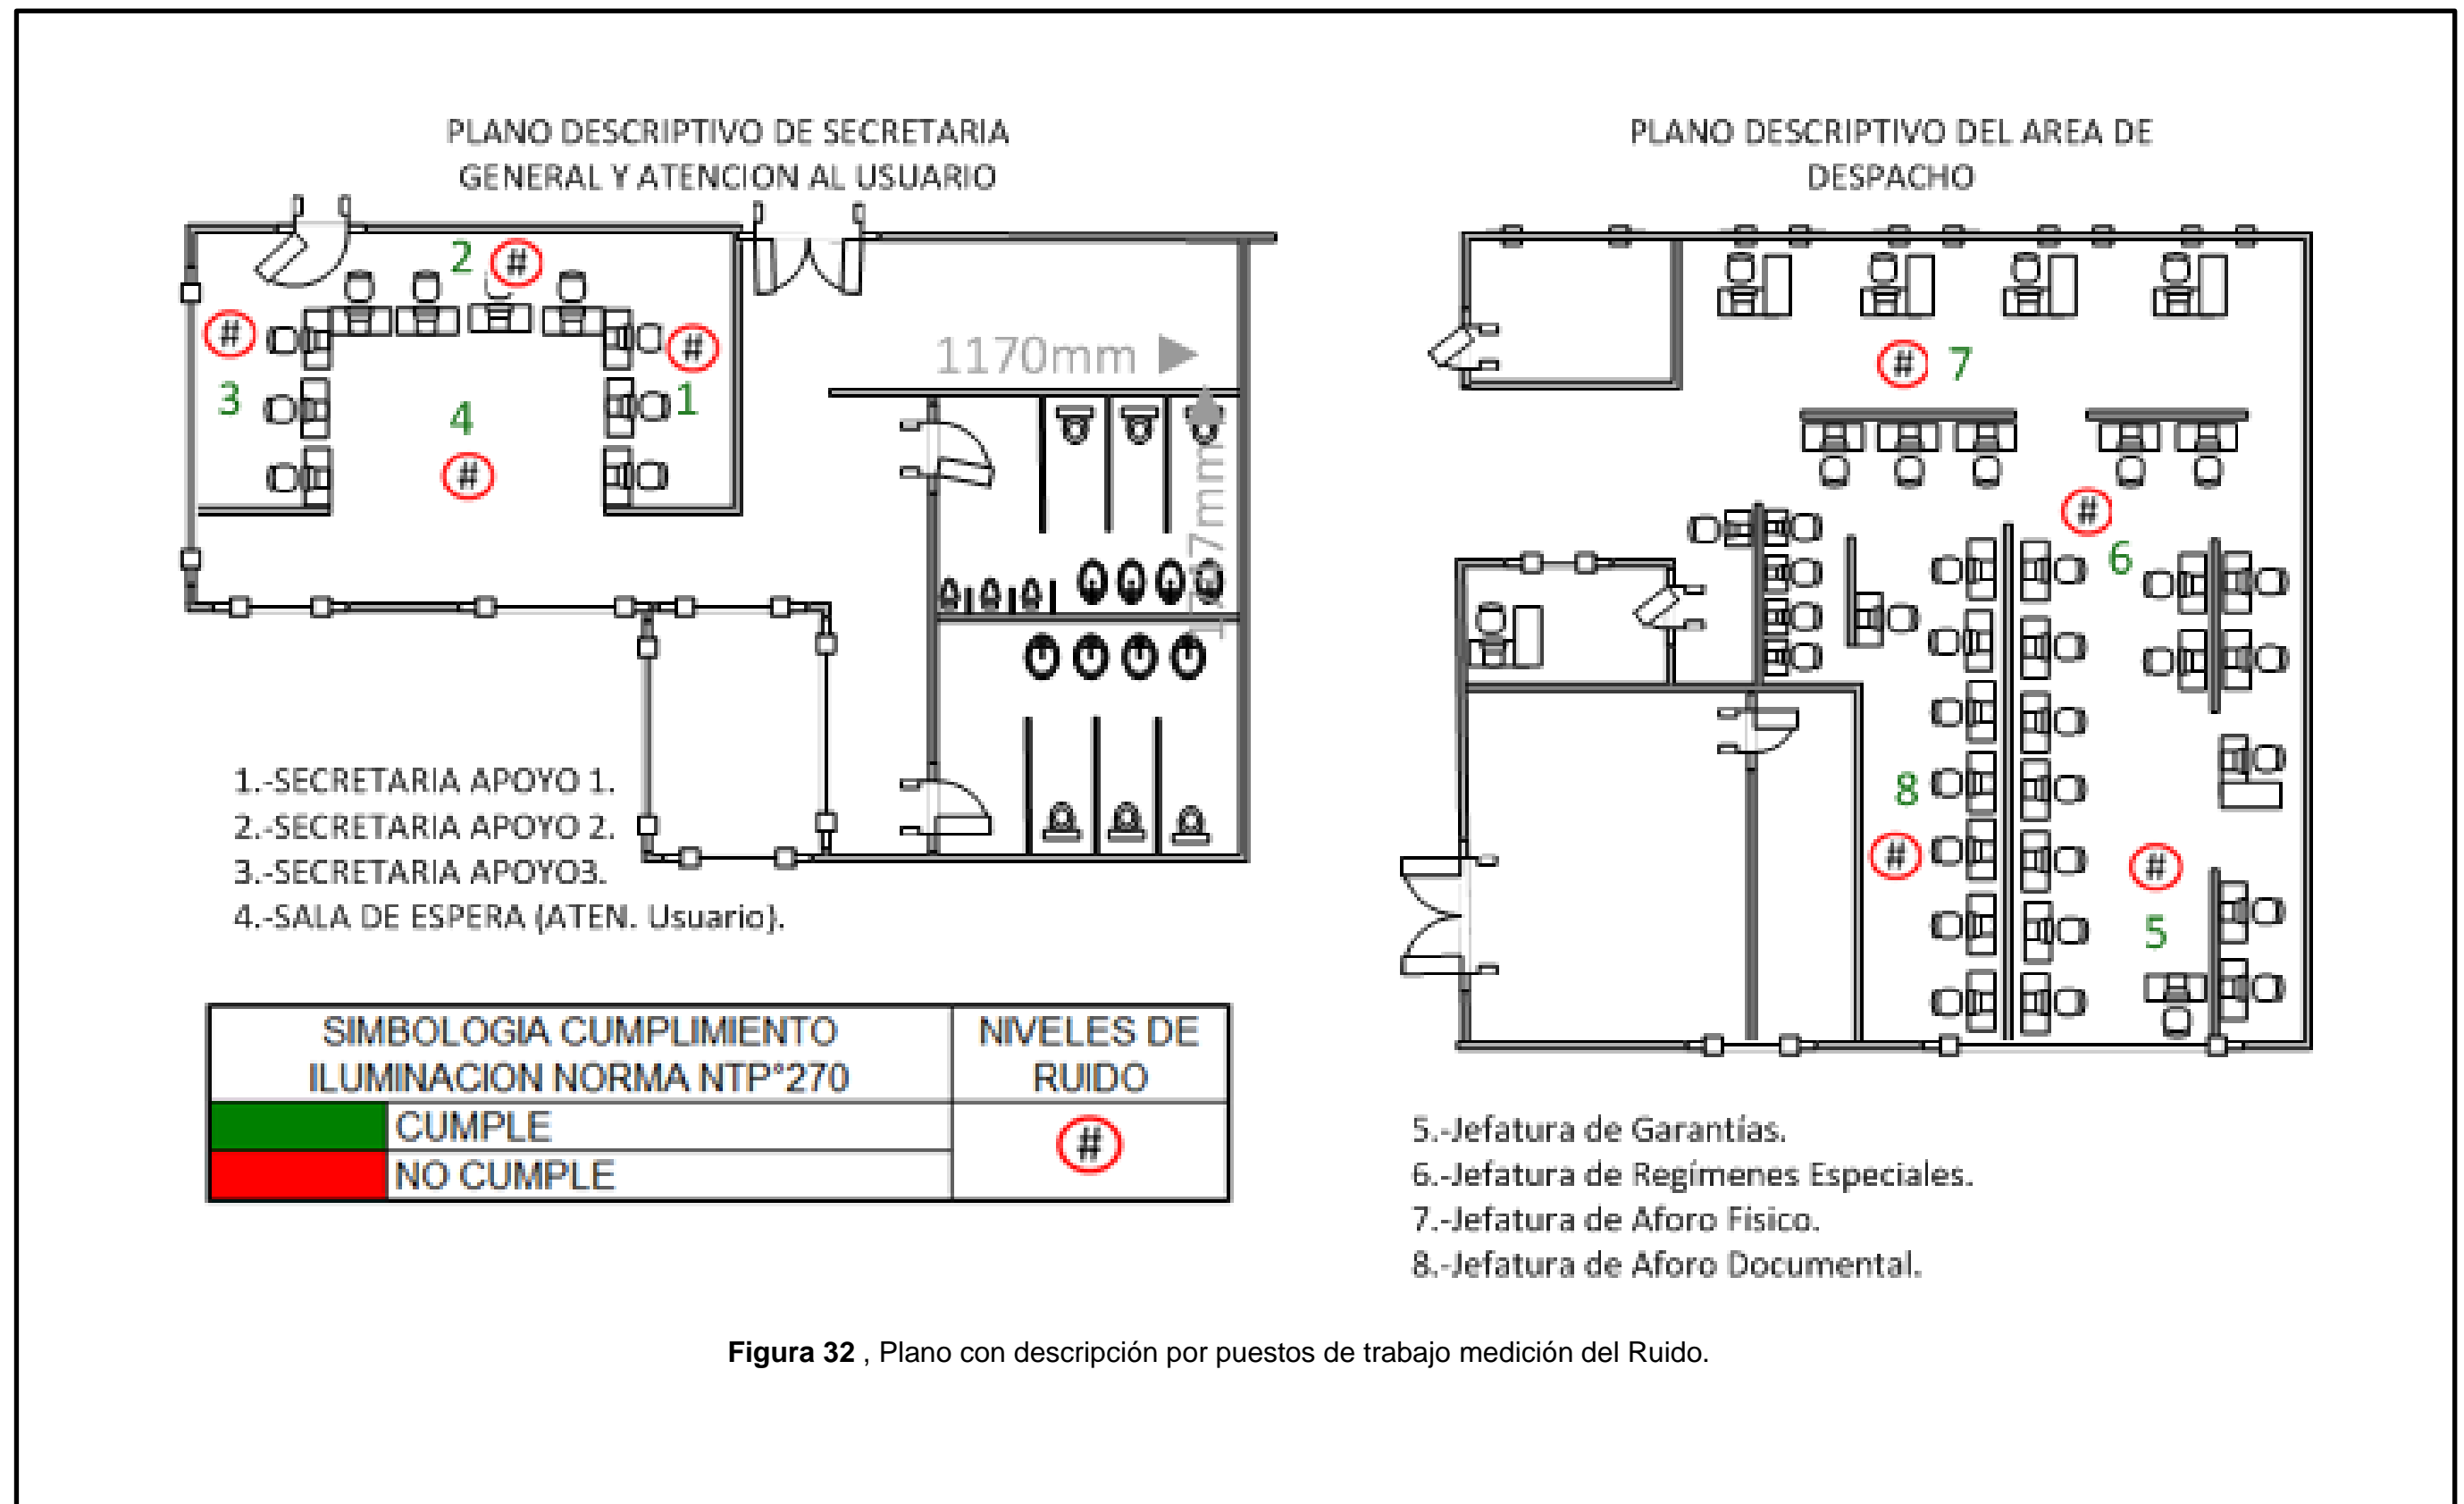 PLANO DESCRIPTIVO DE SECRETARIA
GENERAL Y ATENCION AL USUARIO
2
#
#
#
3
1
4
#
1170mm
1.-SECRETARIA APOYO 1.
2.-SECRETARIA APOYO 2.
3.-SECRETARIA APOYO3.
4.-SALA DE ESPERA (ATEN. Usuario).
SIMBOLOGIA CUMPLIMIENTO
ILUMINACION NORMA NTP°270
NIVELES DE
RUIDO
CUMPLE
NO CUMPLE
#
PLANO DESCRIPTIVO DEL AREA DE
DESPACHO
# 7
#
6
8
#
#
5
5.-Jefatura de Garantías.
6.-Jefatura de Regímenes Especiales.
7.-Jefatura de Aforo Fisico.
8.-Jefatura de Aforo Documental.
Figura 32 , Plano con descripción por puestos de trabajo medición del Ruido.